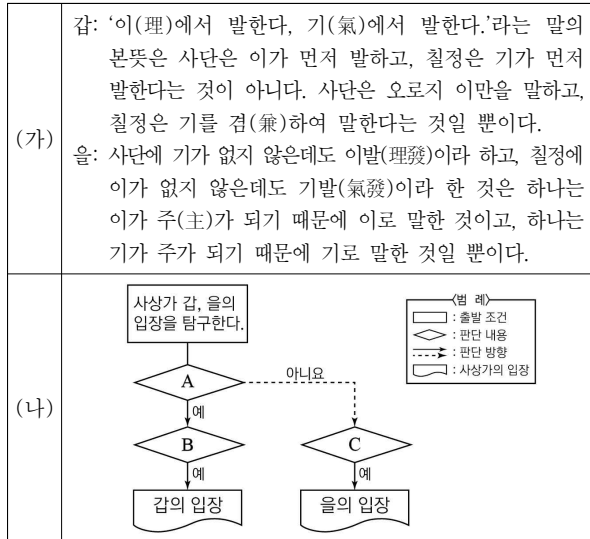 (가)
갑: ‘이(理)에서 발한다, 기(氣)에서 발한다.’라는 말의
본뜻은 사단은 이가 먼저 발하고, 칠정은 기가 먼저
발한다는 것이 아니다. 사단은 오로지 이만을 말하고,
칠정은 기를 겸(兼)하여 말한다는 것일 뿐이다.
을: 사단에 기가 없지 않은데도 이발(理發)이라 하고, 칠정에
이가 없지 않은데도 기발(氣發)이라 한 것은 하나는
이가 주(主)가 되기 때문에 이로 말한 것이고, 하나는
기가 주가 되기 때문에 기로 말한 것일 뿐이다.
(나)
사상가 갑, 을의
입장을 탐구한다.
<범 례>
: 출발 조건
: 판단 내용
: 판단 방향
: 사상가의 입장
A
아니요
예
B
C
예
예
갑의 입장
을의 입장